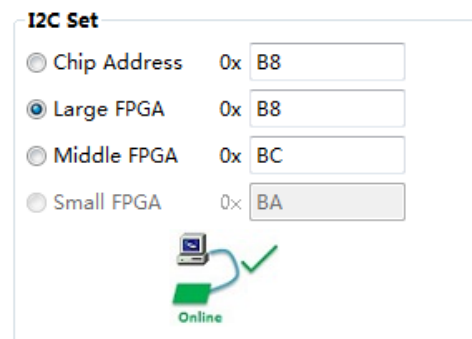 I2C Set
Chip Address 0x B8
Large FPGA 0x B8
Middle FPGA 0x BC
Small FPGA 0x BA
Online